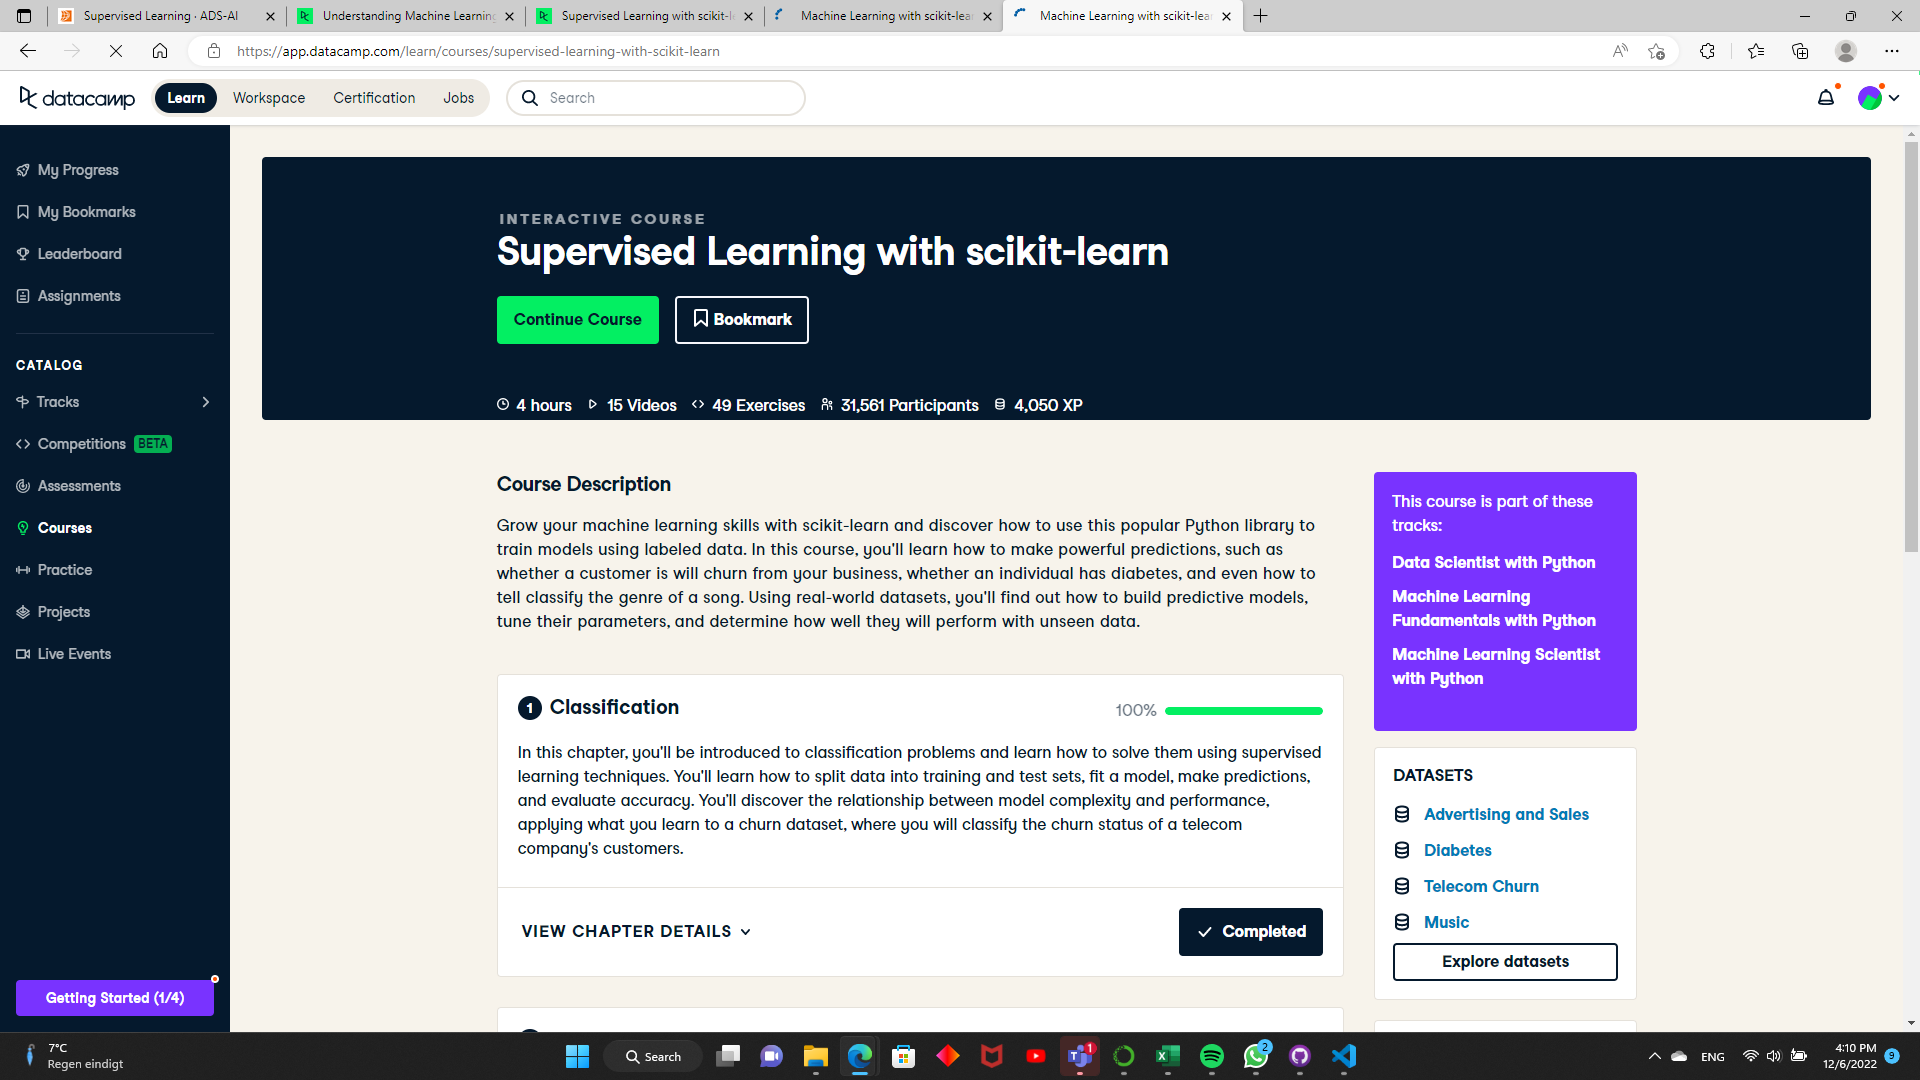 Supervised Learning · ADS-AI
Understanding Machine Learning
Supervised Learning with scikit-l
Machine Learning with scikit-lea
Machine Learning with scikit-lea
https://app.datacamp.com/learn/courses/supervised-learning-with-scikit-learn
datacamp
Learn
Workspace
Certification
Jobs
Search
My Progress
My Bookmarks
Leaderboard
Assignments
CATALOG
Tracks
Competitions BETA
Assessments
Courses
Practice
Projects
Live Events
Getting Started (1/4)
INTERACTIVE COURSE
Supervised Learning with scikit-learn
Continue Course
Bookmark
4 hours 15 Videos 49 Exercises 31,561 Participants 4,050 XP
Course Description
Grow your machine learning skills with scikit-learn and discover how to use this popular Python library to
train models using labeled data. In this course, you'll learn how to make powerful predictions, such as
whether a customer is will churn from your business, whether an individual has diabetes, and even how to
tell classify the genre of a song. Using real-world datasets, you'll find out how to build predictive models,
tune their parameters, and determine how well they will perform with unseen data.
1 Classification
100%
In this chapter, you'll be introduced to classification problems and learn how to solve them using supervised
learning techniques. You'll learn how to split data into training and test sets, fit a model, make predictions,
and evaluate accuracy. You'll discover the relationship between model complexity and performance,
applying what you learn to a churn dataset, where you will classify the churn status of a telecom
company's customers.
VIEW CHAPTER DETAILS
Completed
This course is part of these
tracks:
Data Scientist with Python
Machine Learning
Fundamentals with Python
Machine Learning Scientist
with Python
DATASETS
Advertising and Sales
Diabetes
Telecom Churn
Music
Explore datasets
7°C
Regen eindigt
Search
1
2
ENG
4:10 PM
12/6/2022
9